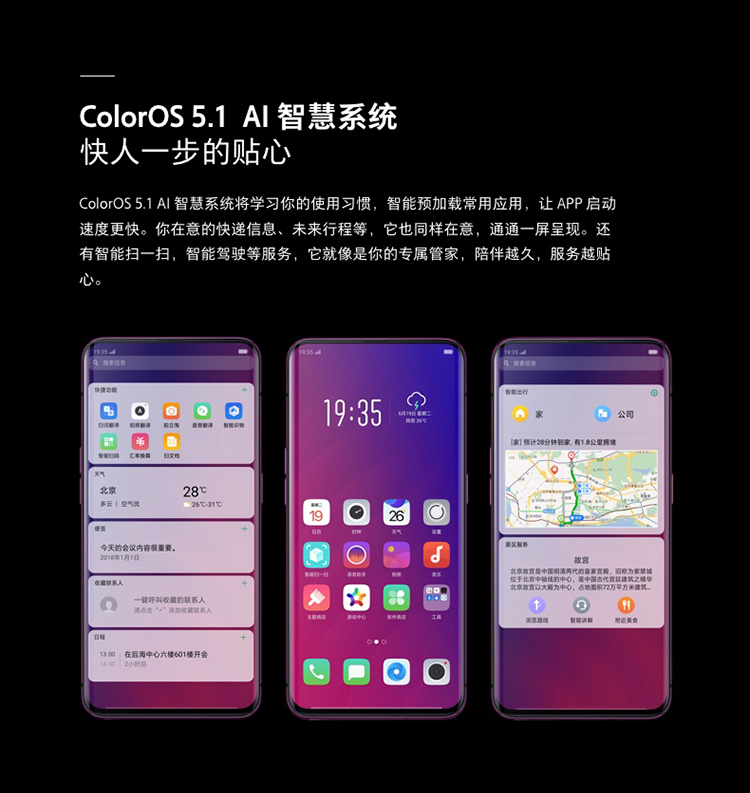 ColorOS 5.1 AI 智慧系统
快人一步的贴心
ColorOS 5.1 AI 智慧系统将学习你的使用习惯，智能预加载常用应用，让 APP 启动
速度更快。你在意的快递信息、未来行程等，它也同样在意，通通一屏呈现。还
有智能扫一扫，智能驾驶等服务，它就像是你的专属管家，陪伴越久，服务越贴
心。
19:35
搜索信息
快捷功能
扫词翻译 拍照翻译 拍立淘 语音翻译 智能识物
智能扫码 汇率换算 扫文档
天气
北京 28℃
多云 | 空气优 26℃-31℃
便签
今天的会议内容很重要。
2018年1月1日
收藏联系人
一键呼叫收藏的联系人
请点击“+”添加收藏联系人
日程
13:00 在后海中心六楼601楼开会
14:00 2小时后
19:35
19:35
6月19日 星期二
26℃
星期二
19 26
日历 时钟 天气 设置
智能扫一扫 语音助手 相册 音乐
主题商店 游戏中心 软件商店 工具
19:35
搜索信息
智能出行
家 公司
[家] 预计28分钟到家, 有1.8公里拥堵
景区服务
故宫
北京故宫是中国明清两代的皇家宫殿，旧称为紫禁城
位于北京中轴线的中心，是中国古代宫廷建筑之精华
北京故宫以大殿为中心，占地面积72万平方米建筑...
浏览路线 智能讲解 附近美食